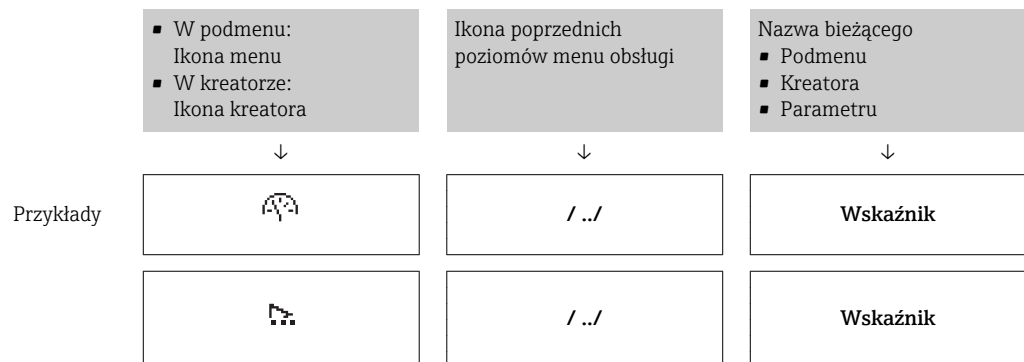 ▪ W podmenu:
Ikona menu
▪ W kreatorze:
Ikona kreatora
Ikona poprzednich
poziomów menu obsługi
Nazwa bieżącego
▪ Podmenu
▪ Kreatora
▪ Parametru
↓ ↓ ↓
Przykłady / ../ Wskaźnik
/ ../ Wskaźnik